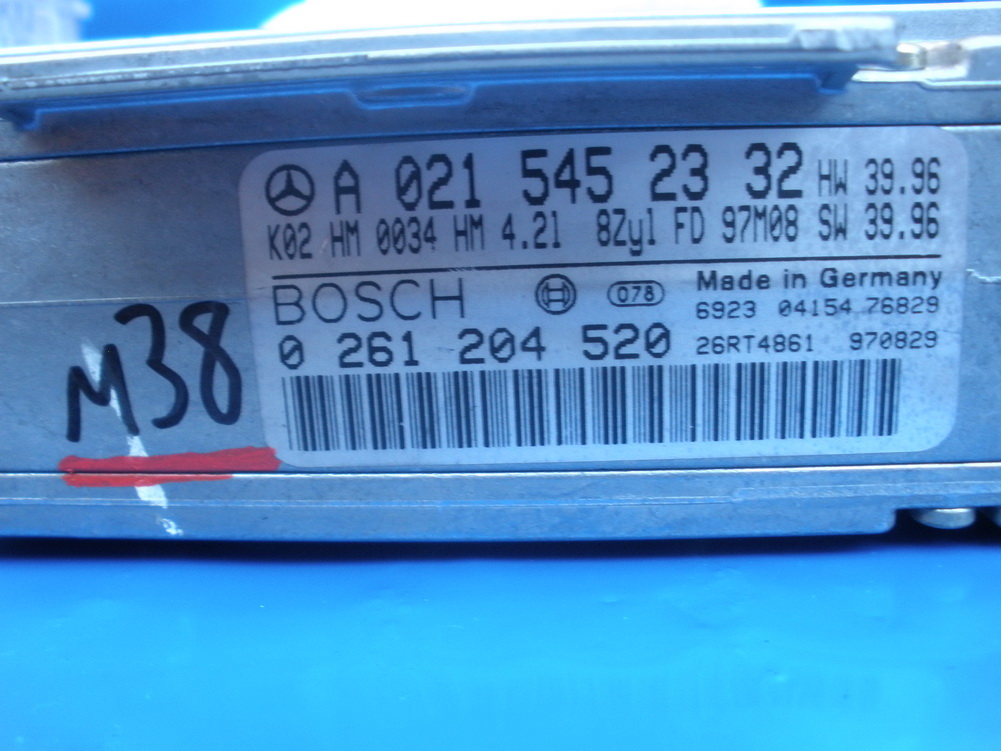 A 021 545 23 32 HW 39.96
K02 HM 0034 HM 4.21 8Zyl FD 97M08 SW 39.96
BOSCH 078 Made in Germany
6923 04154 76829
0 261 204 520 26RT4861 970829
M38